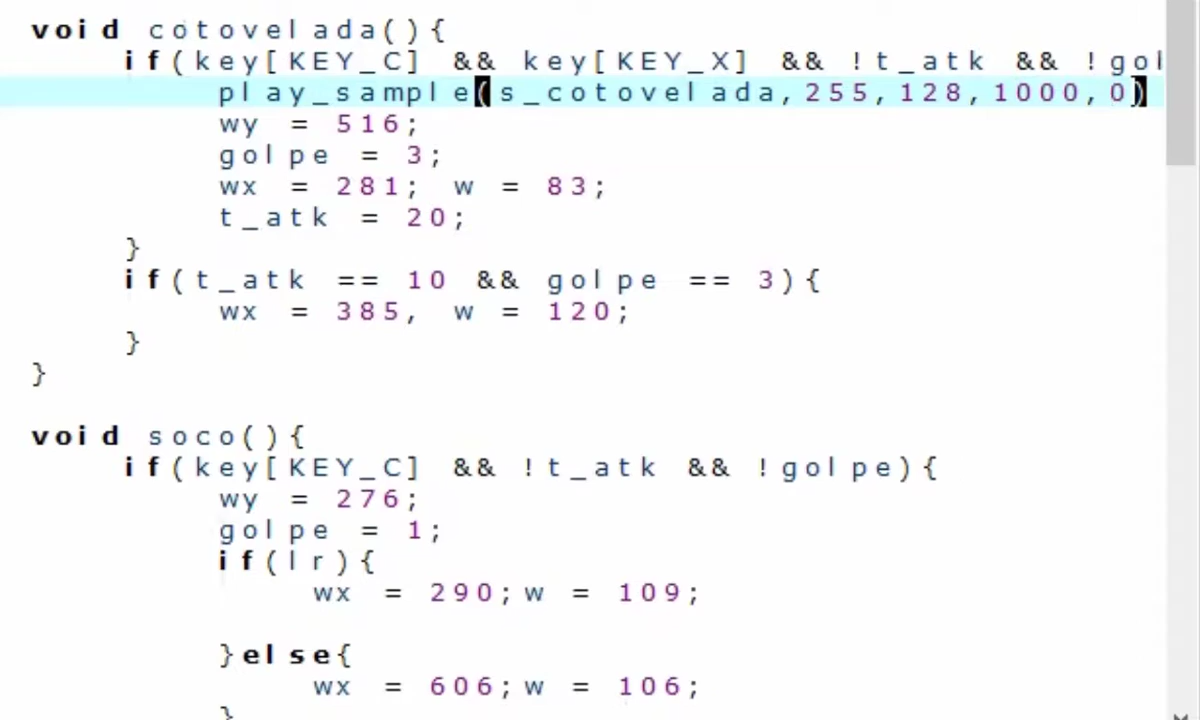 void cotovelada(){
if(key[KEY_C] && key[KEY_X] && !t_atk && !gol
play_sample(s_cotovelada,255,128,1000,0)
wy = 516;
golpe = 3;
wx = 281; w = 83;
t_atk = 20;
}
if(t_atk == 10 && golpe == 3){
wx = 385, w = 120;
}
}
void soco(){
if(key[KEY_C] && !t_atk && !golpe){
wy = 276;
golpe = 1;
if(lr){
wx = 290;w = 109;
}else{
wx = 606;w = 106;
}